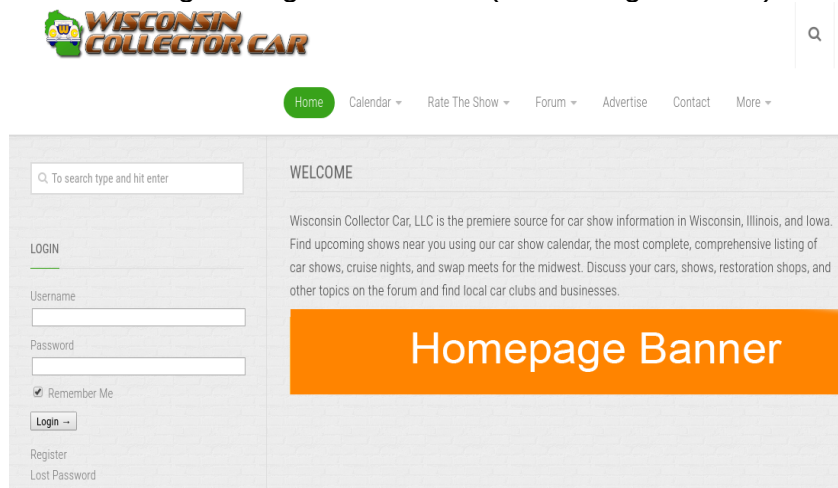 WISCONSIN
COLLECTOR CAR
Home Calendar Rate The Show Forum Advertise Contact More
To search type and hit enter
LOGIN
Username
Password
Remember Me
Login →
Register
Lost Password
WELCOME
Wisconsin Collector Car, LLC is the premiere source for car show information in Wisconsin, Illinois, and Iowa.
Find upcoming shows near you using our car show calendar, the most complete, comprehensive listing of
car shows, cruise nights, and swap meets for the midwest. Discuss your cars, shows, restoration shops, and
other topics on the forum and find local car clubs and businesses.
Homepage Banner